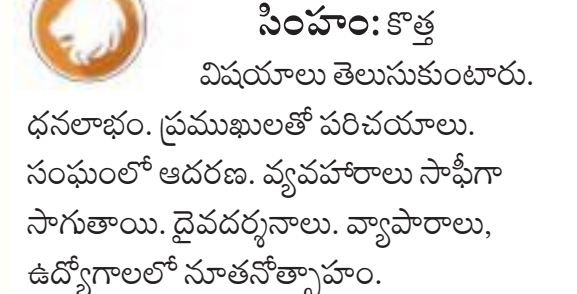 సింహం: కొత్త
విషయాలు తెలుసుకుంటారు.
ధనలాభం. ప్రముఖులతో పరిచయాలు.
సంఘంలో ఆదరణ. వ్యవహారాలు సాఫీగా
సాగుతాయి. దైవదర్శనాలు. వ్యాపారాలు,
ఉద్యోగాలలో నూతనోత్సాహం.